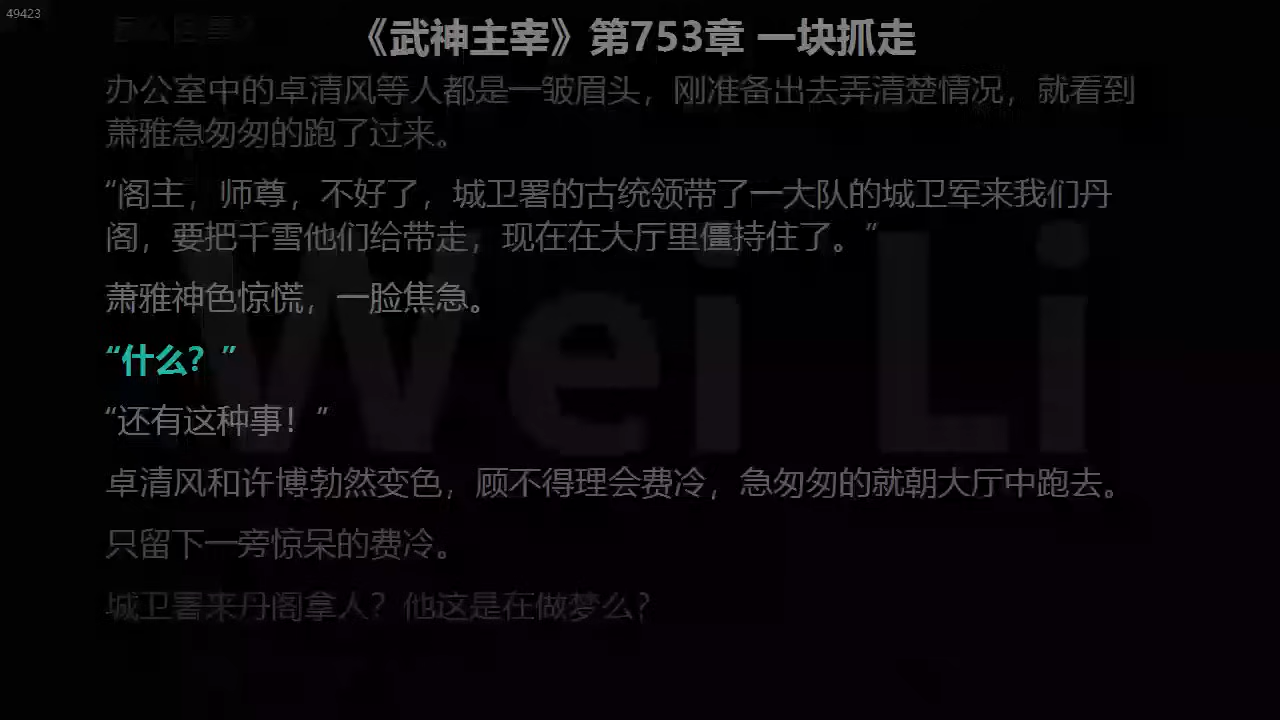 49423
《武神主宰》第753章 一块抓走
办公室中的卓清风等人都是一皱眉头，刚准备出去弄清楚情况，就看到
萧雅急匆匆的跑了过来。
“阁主，师尊，不好了，城卫署的古统领带了一大队的城卫军来我们丹
阁，要把千雪他们给带走，现在在大厅里僵持住了。”
萧雅神色惊慌，一脸焦急。
“什么？”
“还有这种事！”
卓清风和许博勃然变色，顾不得理会费冷，急匆匆的就朝大厅中跑去。
只留下一旁惊呆的费冷。
城卫署来丹阁拿人？他这是在做梦么？
Wei Li